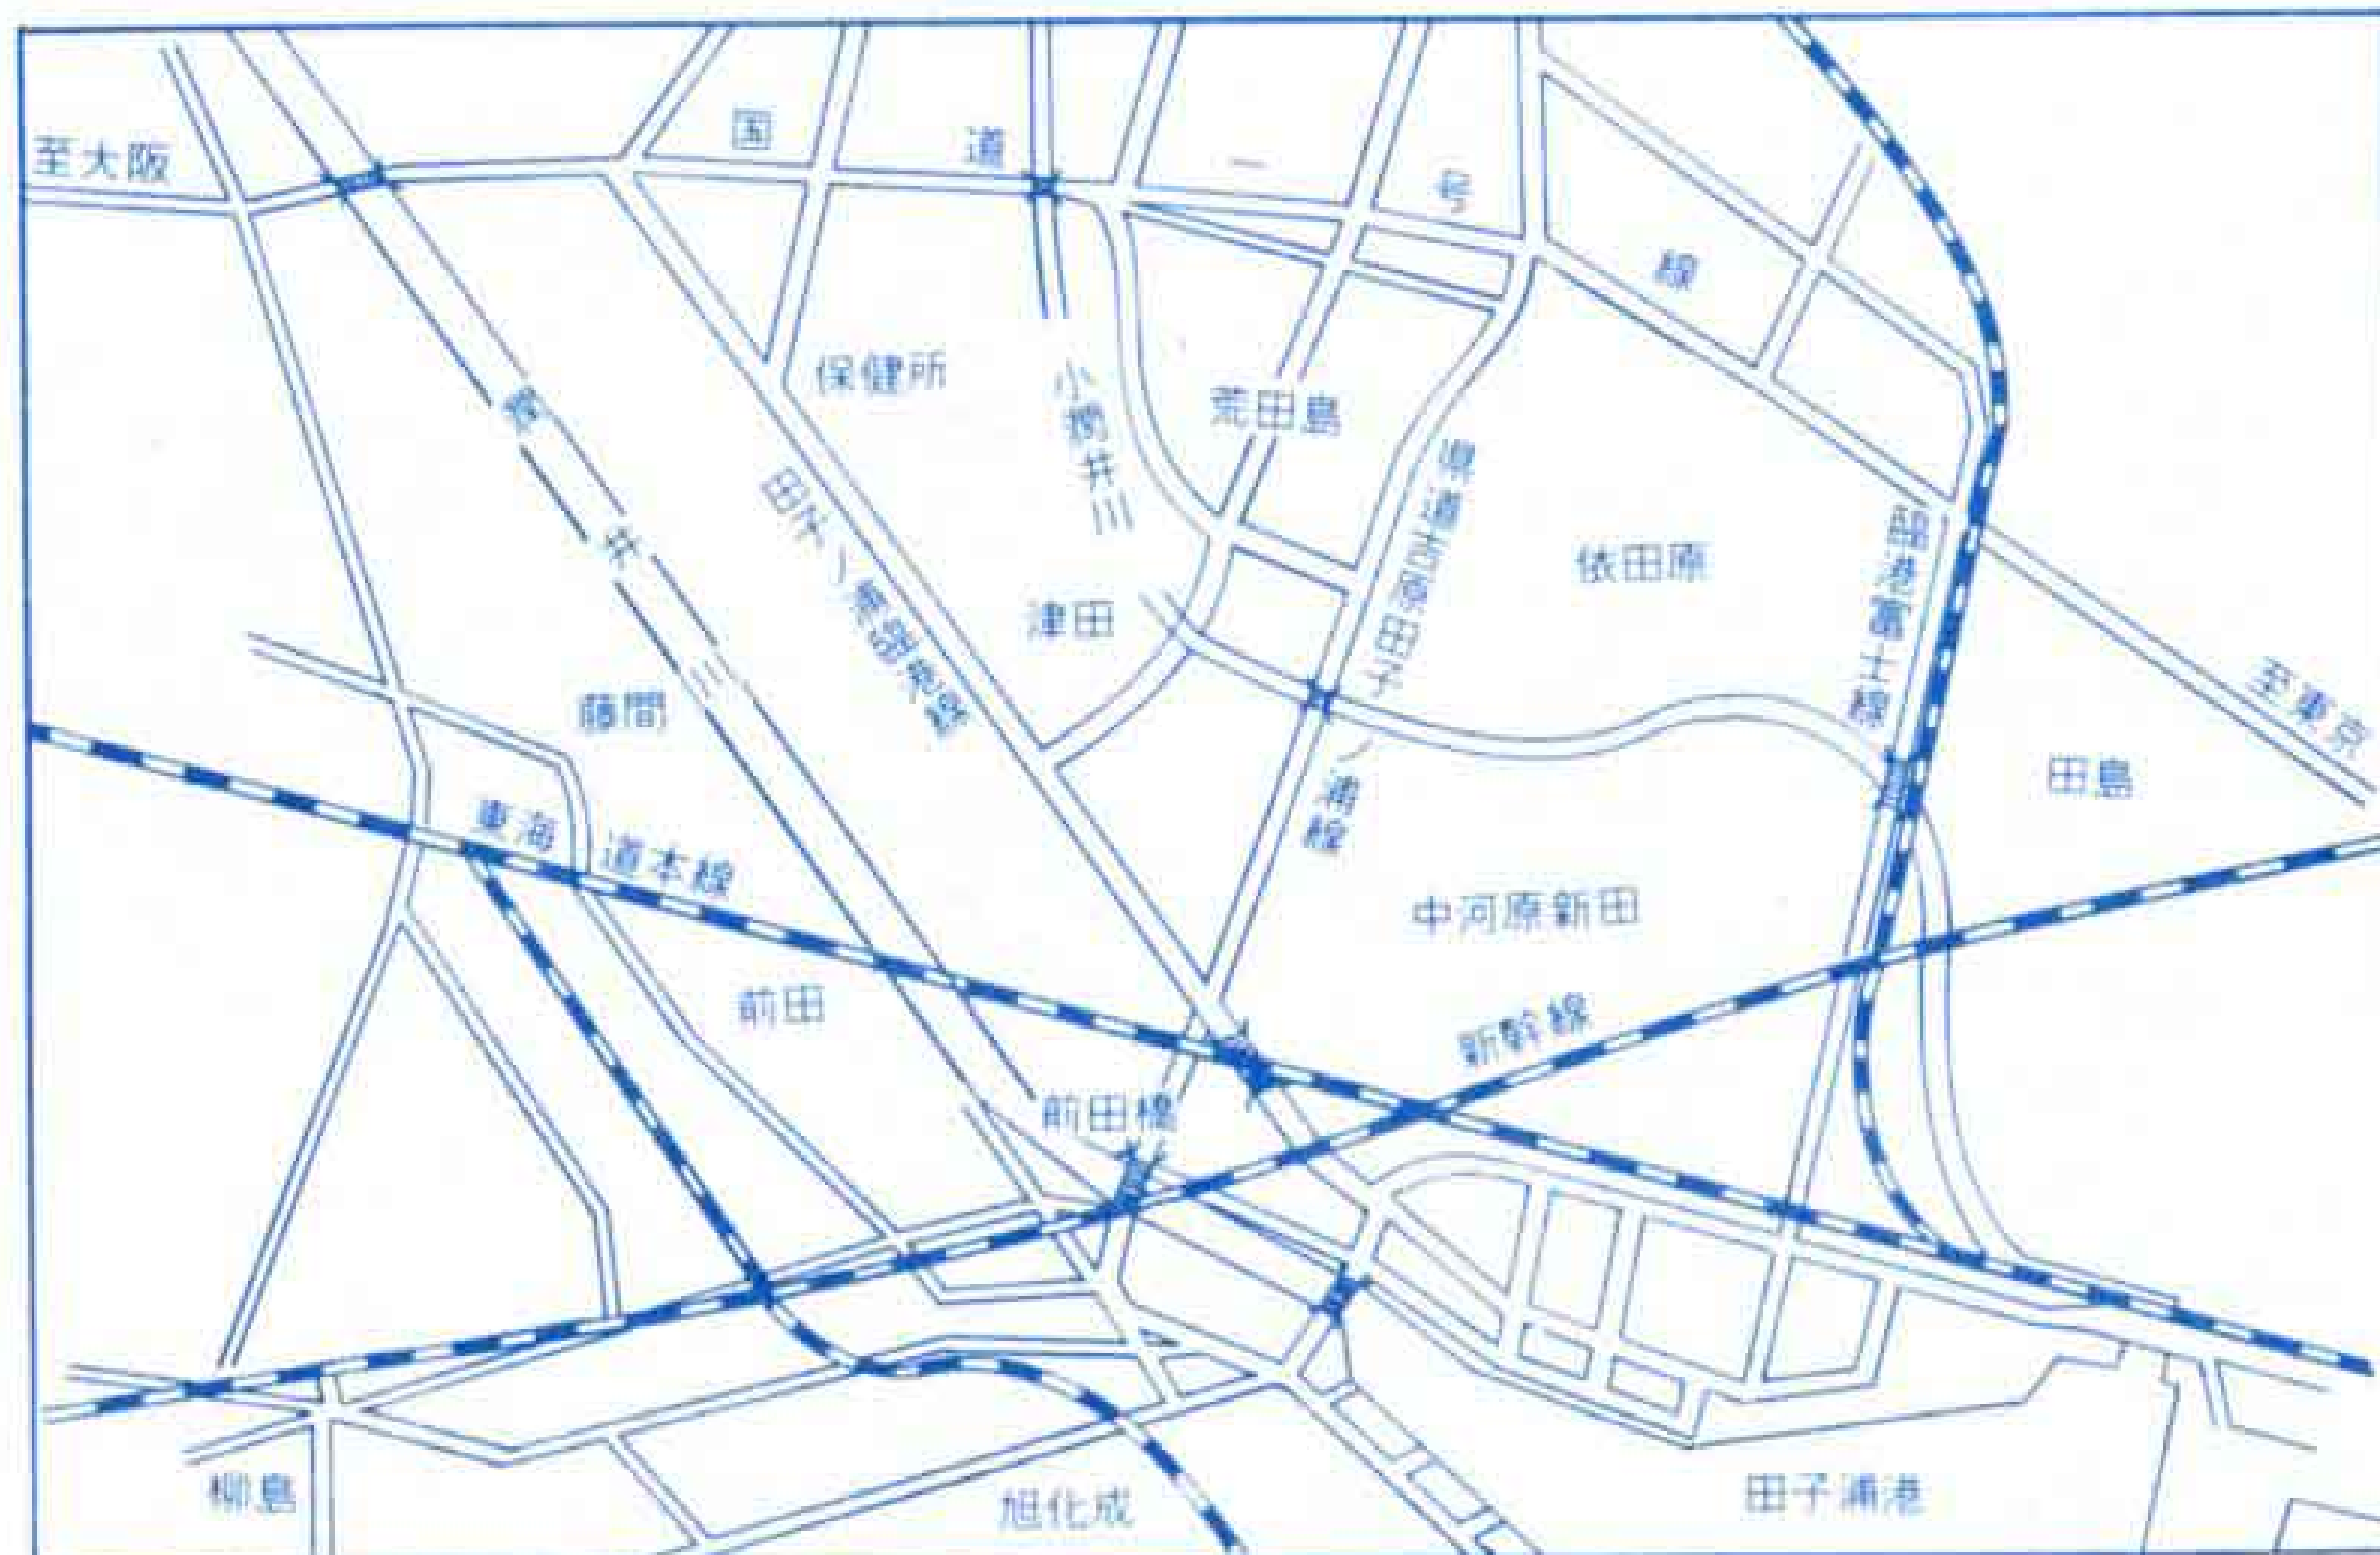 至大阪
国道一号線
保健所
小潤井川
荒田島
潤井川
田子ノ浦臨港線
県道吉原田子ノ浦線
依田原
臨港富士線
津田
至東京
藤間
田島
東海道本線
中河原新田
前田
新幹線
前田橋
柳島
旭化成
田子浦港